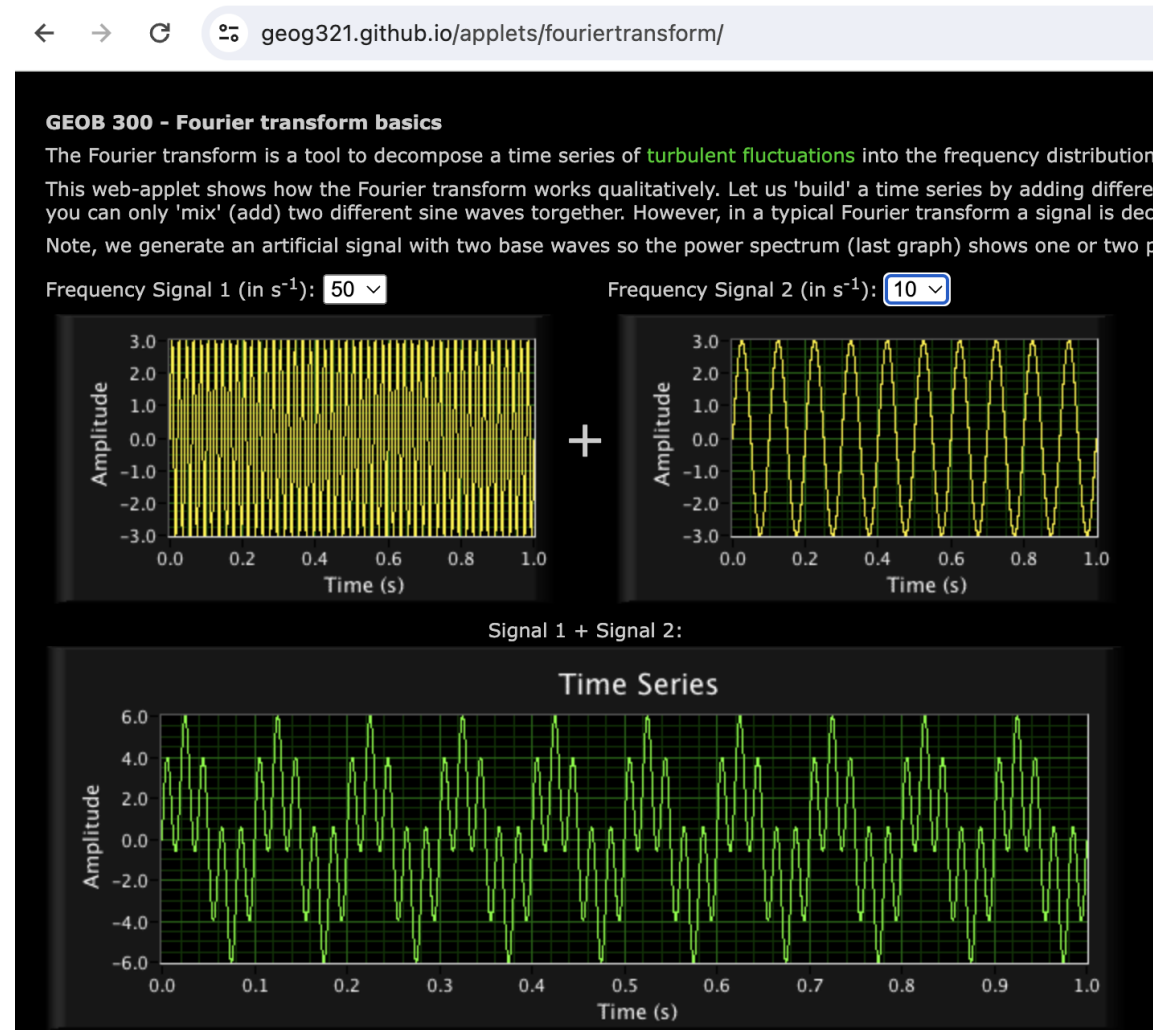 geog321.github.io/applets/fouriertransform/
GEOB 300 - Fourier transform basics
The Fourier transform is a tool to decompose a time series of turbulent fluctuations into the frequency distribution
This web-applet shows how the Fourier transform works qualitatively. Let us 'build' a time series by adding differe
you can only 'mix' (add) two different sine waves torgether. However, in a typical Fourier transform a signal is dec
Note, we generate an artificial signal with two base waves so the power spectrum (last graph) shows one or two p
Frequency Signal 1 (in s⁻¹): 50
Frequency Signal 2 (in s⁻¹): 10
3.0
2.0
1.0
0.0
−1.0
−2.0
−3.0
Amplitude
0.0 0.2 0.4 0.6 0.8 1.0
Time (s)
+
3.0
2.0
1.0
0.0
−1.0
−2.0
−3.0
Amplitude
0.0 0.2 0.4 0.6 0.8 1.0
Time (s)
Signal 1 + Signal 2:
Time Series
6.0
4.0
2.0
0.0
−2.0
−4.0
−6.0
Amplitude
0.0 0.1 0.2 0.3 0.4 0.5 0.6 0.7 0.8 0.9 1.0
Time (s)